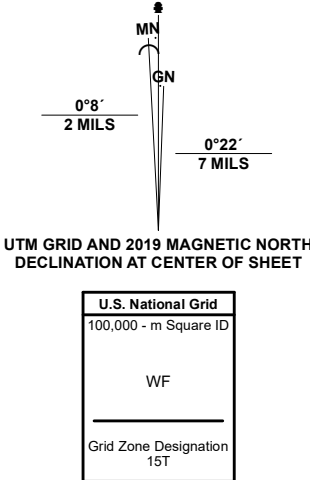 MN
GN
0°8´
2 MILS
0°22´
7 MILS
UTM GRID AND 2019 MAGNETIC NORTH
DECLINATION AT CENTER OF SHEET
U.S. National Grid
100,000 - m Square ID
WF
Grid Zone Designation
15T